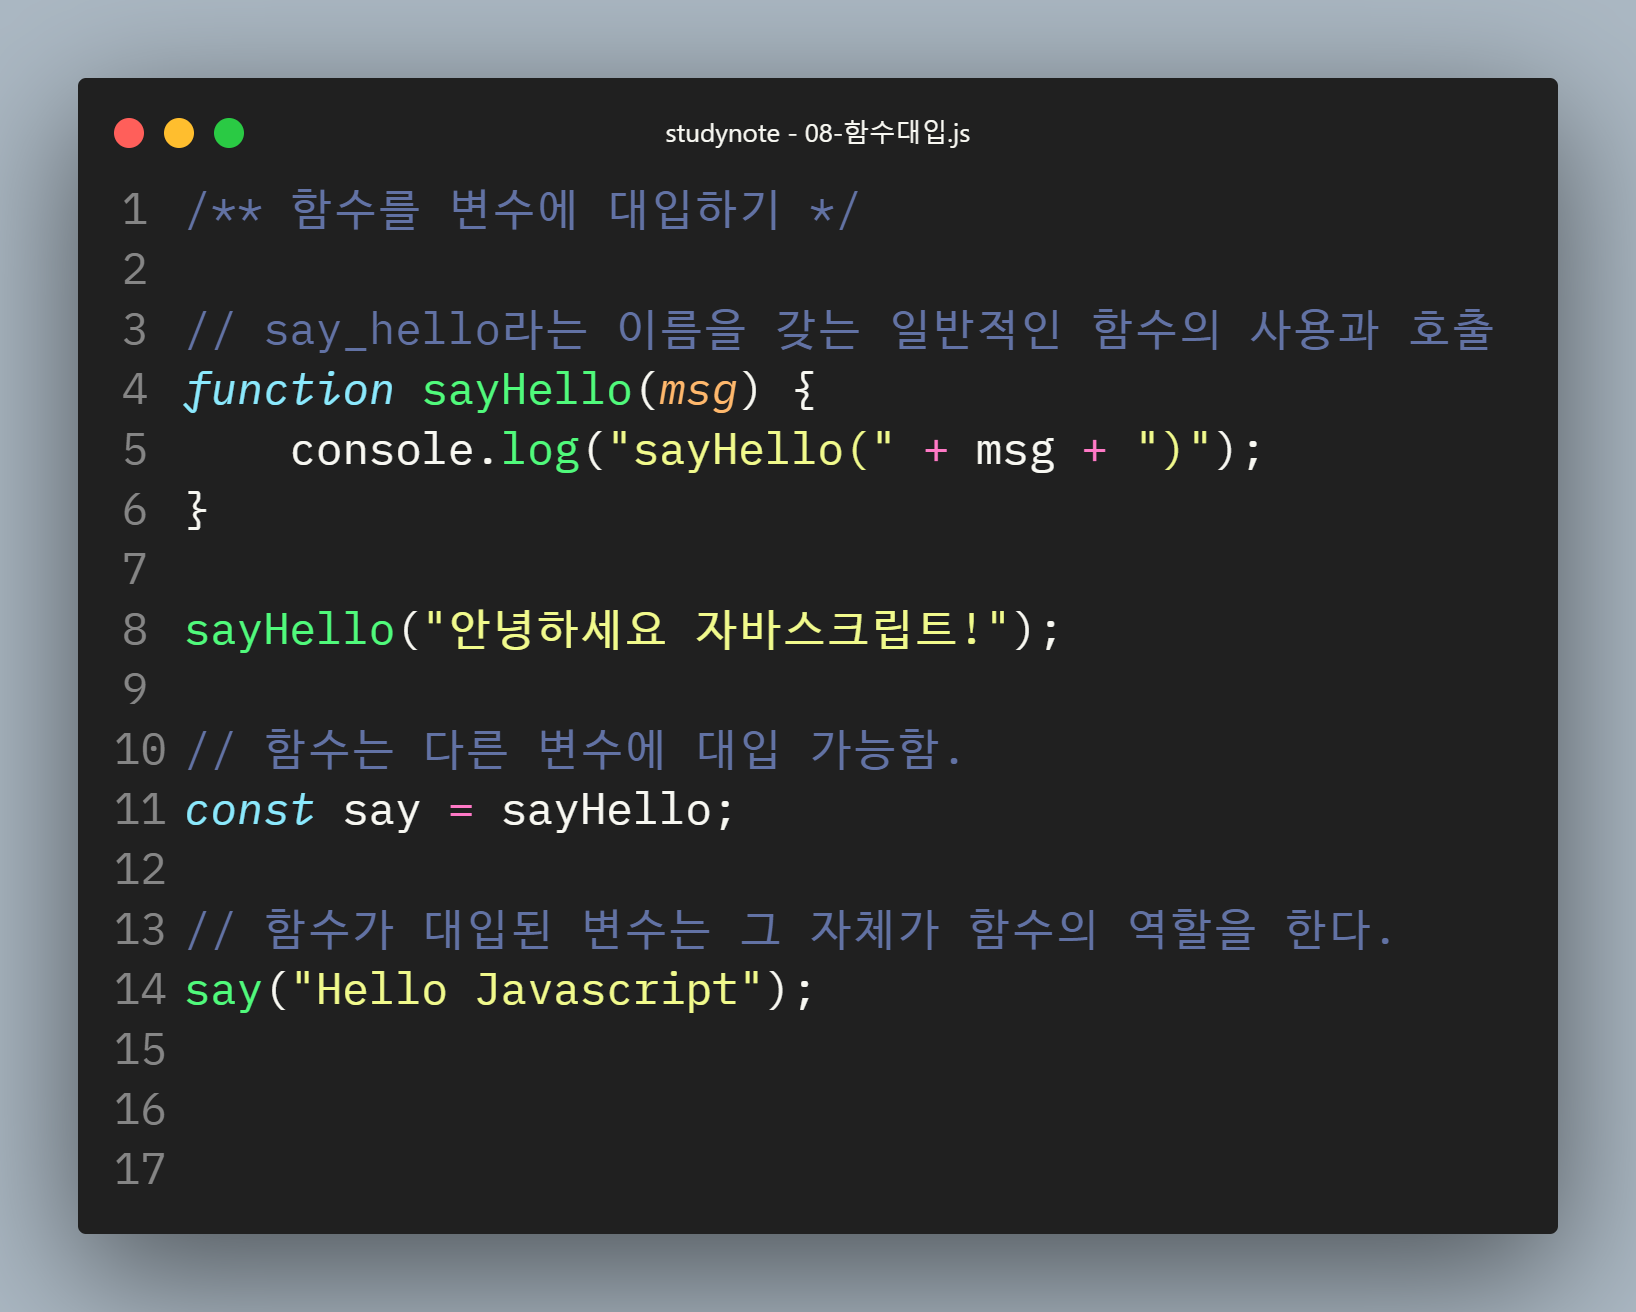 studynote - 08-함수대입.js
1 /** 함수를 변수에 대입하기 */
2
3 // say_hello라는 이름을 갖는 일반적인 함수의 사용과 호출
4 function sayHello(msg) {
5     console.log("sayHello(" + msg + ")");
6 }
7
8 sayHello("안녕하세요 자바스크립트!");
9
10 // 함수는 다른 변수에 대입 가능함.
11 const say = sayHello;
12
13 // 함수가 대입된 변수는 그 자체가 함수의 역할을 한다.
14 say("Hello Javascript");
15
16
17